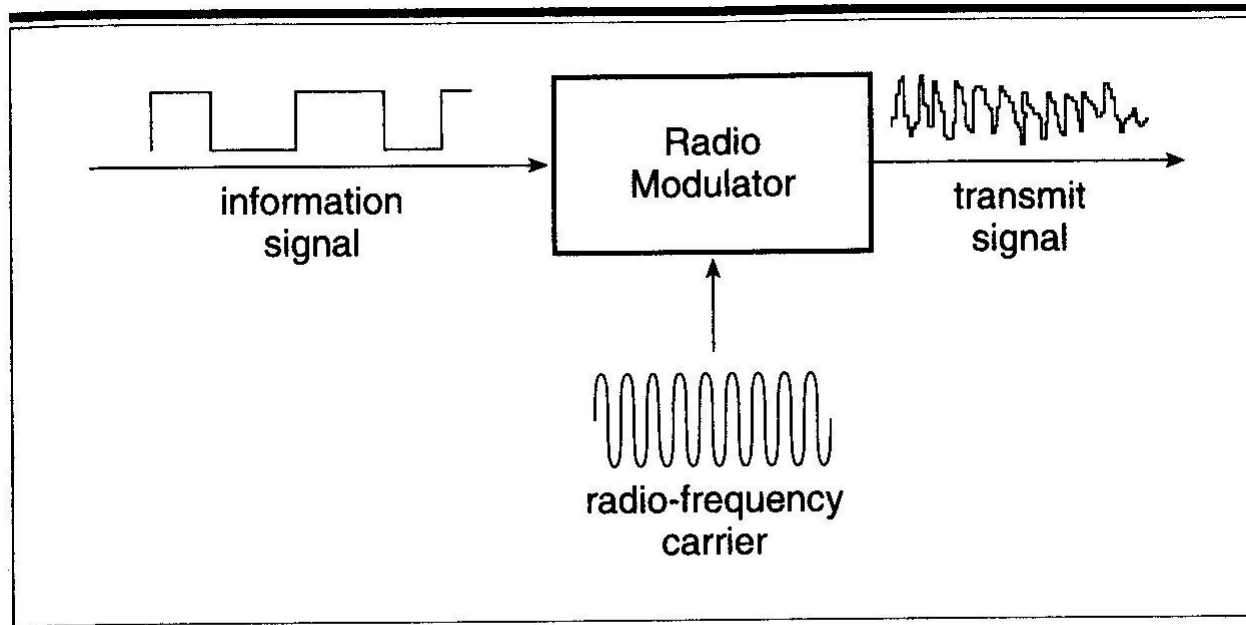 information
signal
Radio
Modulator
transmit
signal
radio-frequency
carrier